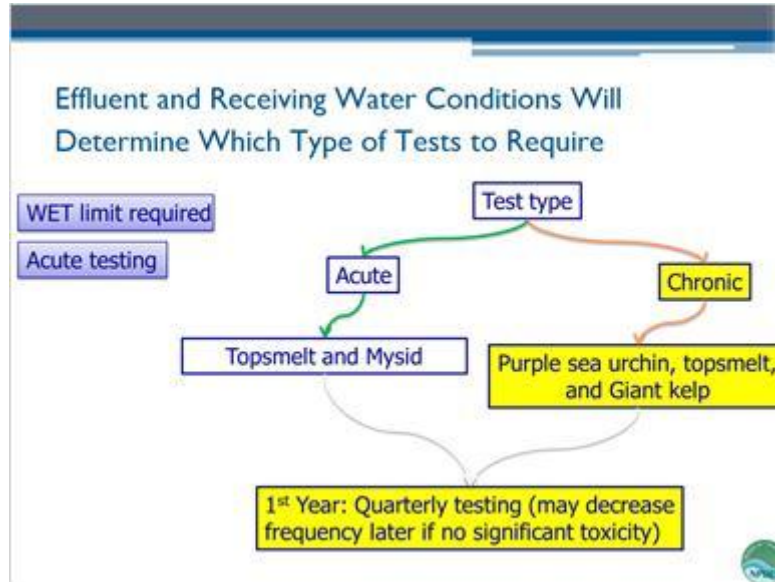 Effluent and Receiving Water Conditions Will
Determine Which Type of Tests to Require
WET limit required
Acute testing
Test type
Acute
Chronic
Topsmelt and Mysid
Purple sea urchin, topsmelt,
and Giant kelp
1st Year: Quarterly testing (may decrease
frequency later if no significant toxicity)